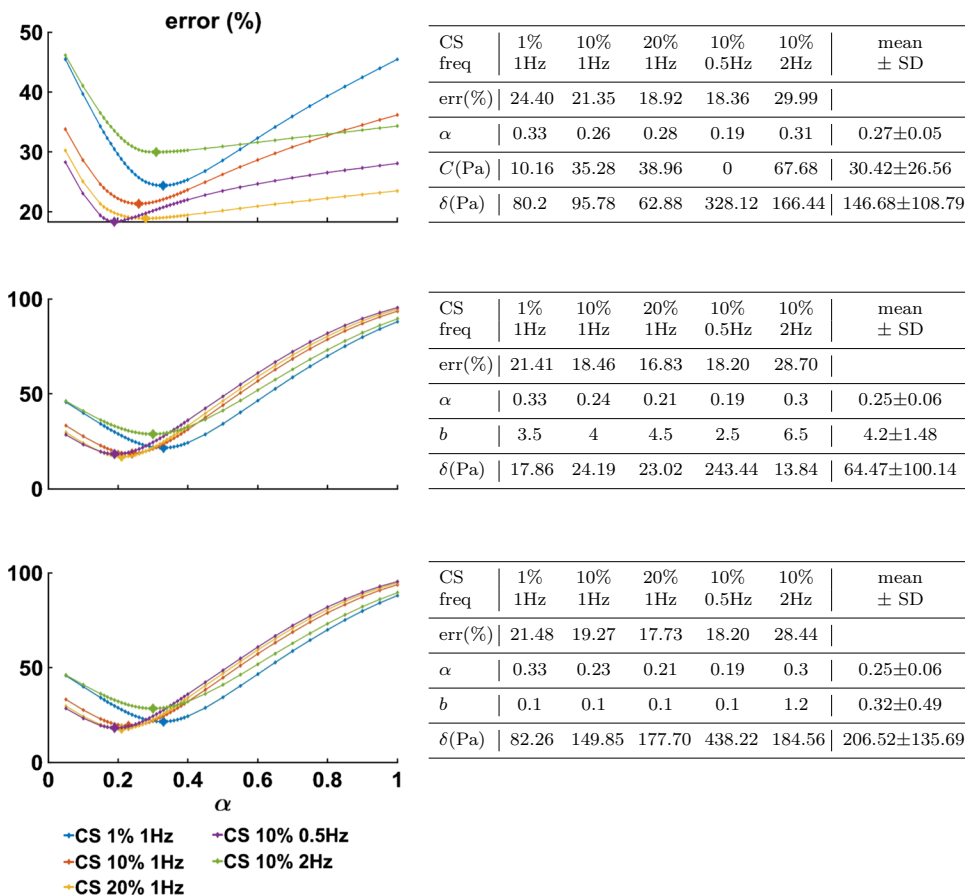 error (%)
50
40
30
20
CS 1% 10% 20% 10% 10% mean
freq 1Hz 1Hz 1Hz 0.5Hz 2Hz ± SD
err(%) 24.40 21.35 18.92 18.36 29.99
α 0.33 0.26 0.28 0.19 0.31 0.27±0.05
C(Pa) 10.16 35.28 38.96 0 67.68 30.42±26.56
δ(Pa) 80.2 95.78 62.88 328.12 166.44 146.68±108.79
100
50
0
CS 1% 10% 20% 10% 10% mean
freq 1Hz 1Hz 1Hz 0.5Hz 2Hz ± SD
err(%) 21.41 18.46 16.83 18.20 28.70
α 0.33 0.24 0.21 0.19 0.3 0.25±0.06
b 3.5 4 4.5 2.5 6.5 4.2±1.48
δ(Pa) 17.86 24.19 23.02 243.44 13.84 64.47±100.14
100
50
0
0 0.2 0.4 0.6 0.8 1
α
CS 1% 10% 20% 10% 10% mean
freq 1Hz 1Hz 1Hz 0.5Hz 2Hz ± SD
err(%) 21.48 19.27 17.73 18.20 28.44
α 0.33 0.23 0.21 0.19 0.3 0.25±0.06
b 0.1 0.1 0.1 0.1 1.2 0.32±0.49
δ(Pa) 82.26 149.85 177.70 438.22 184.56 206.52±135.69
CS 1% 1Hz
CS 10% 1Hz
CS 20% 1Hz
CS 10% 0.5Hz
CS 10% 2Hz